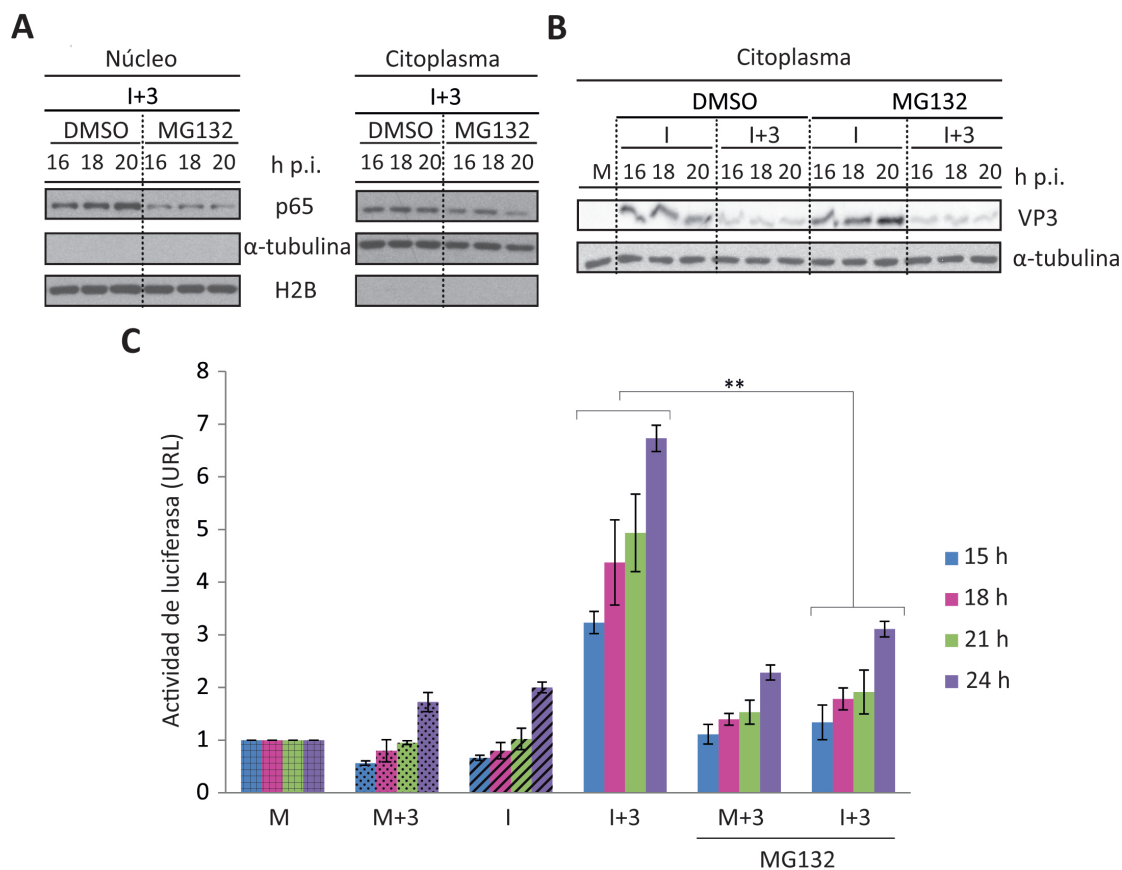 A
Núcleo
I+3
DMSO MG132
16 18 20 16 18 20 h p.i.
p65
α-tubulina
H2B
Citoplasma
I+3
DMSO MG132
16 18 20 16 18 20
B
Citoplasma
DMSO MG132
I I+3 I I+3
M 16 18 20 16 18 20 16 18 20 16 18 20 h p.i.
VP3
α-tubulina
C
Actividad de luciferasa (URL)
8
7
6
5
4
3
2
1
0
**
15 h
18 h
21 h
24 h
M M+3 I I+3 M+3 I+3
MG132